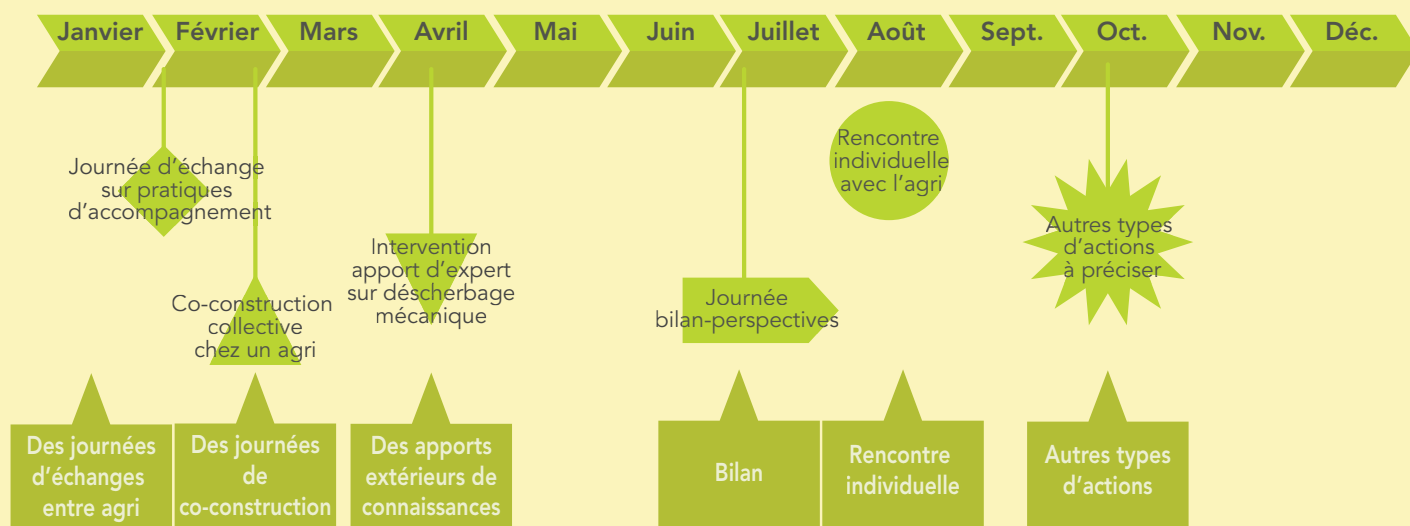 Janvier Février Mars Avril Mai Juin Juillet Août Sept. Oct. Nov. Déc.
Journée d’échange
sur pratiques
d’accompagnement
Co-construction
collective
chez un agri
Intervention
apport d’expert
sur déscherbage
mécanique
Journée
bilan-perspectives
Rencontre
individuelle
avec l’agri
Autres types
d’actions
à préciser
Des journées
d’échanges
entre agri
Des journées
de
co-construction
Des apports
extérieurs de
connaissances
Bilan
Rencontre
individuelle
Autres types
d’actions